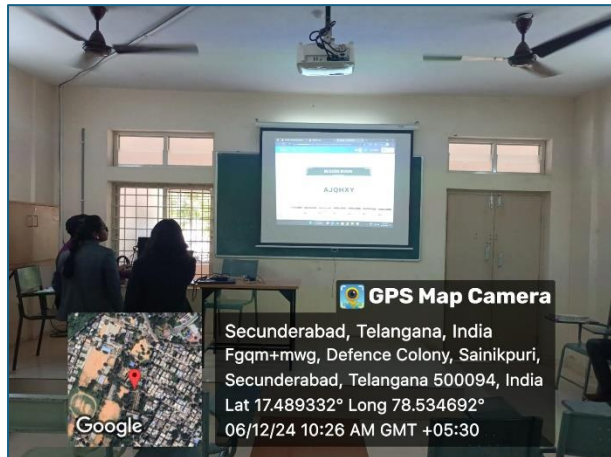 AJQHXY
GPS Map Camera
Secunderabad, Telangana, India
Fgqm+mwg, Defence Colony, Sainikpuri,
Secunderabad, Telangana 500094, India
Lat 17.489332° Long 78.534692°
06/12/24 10:26 AM GMT +05:30
Google